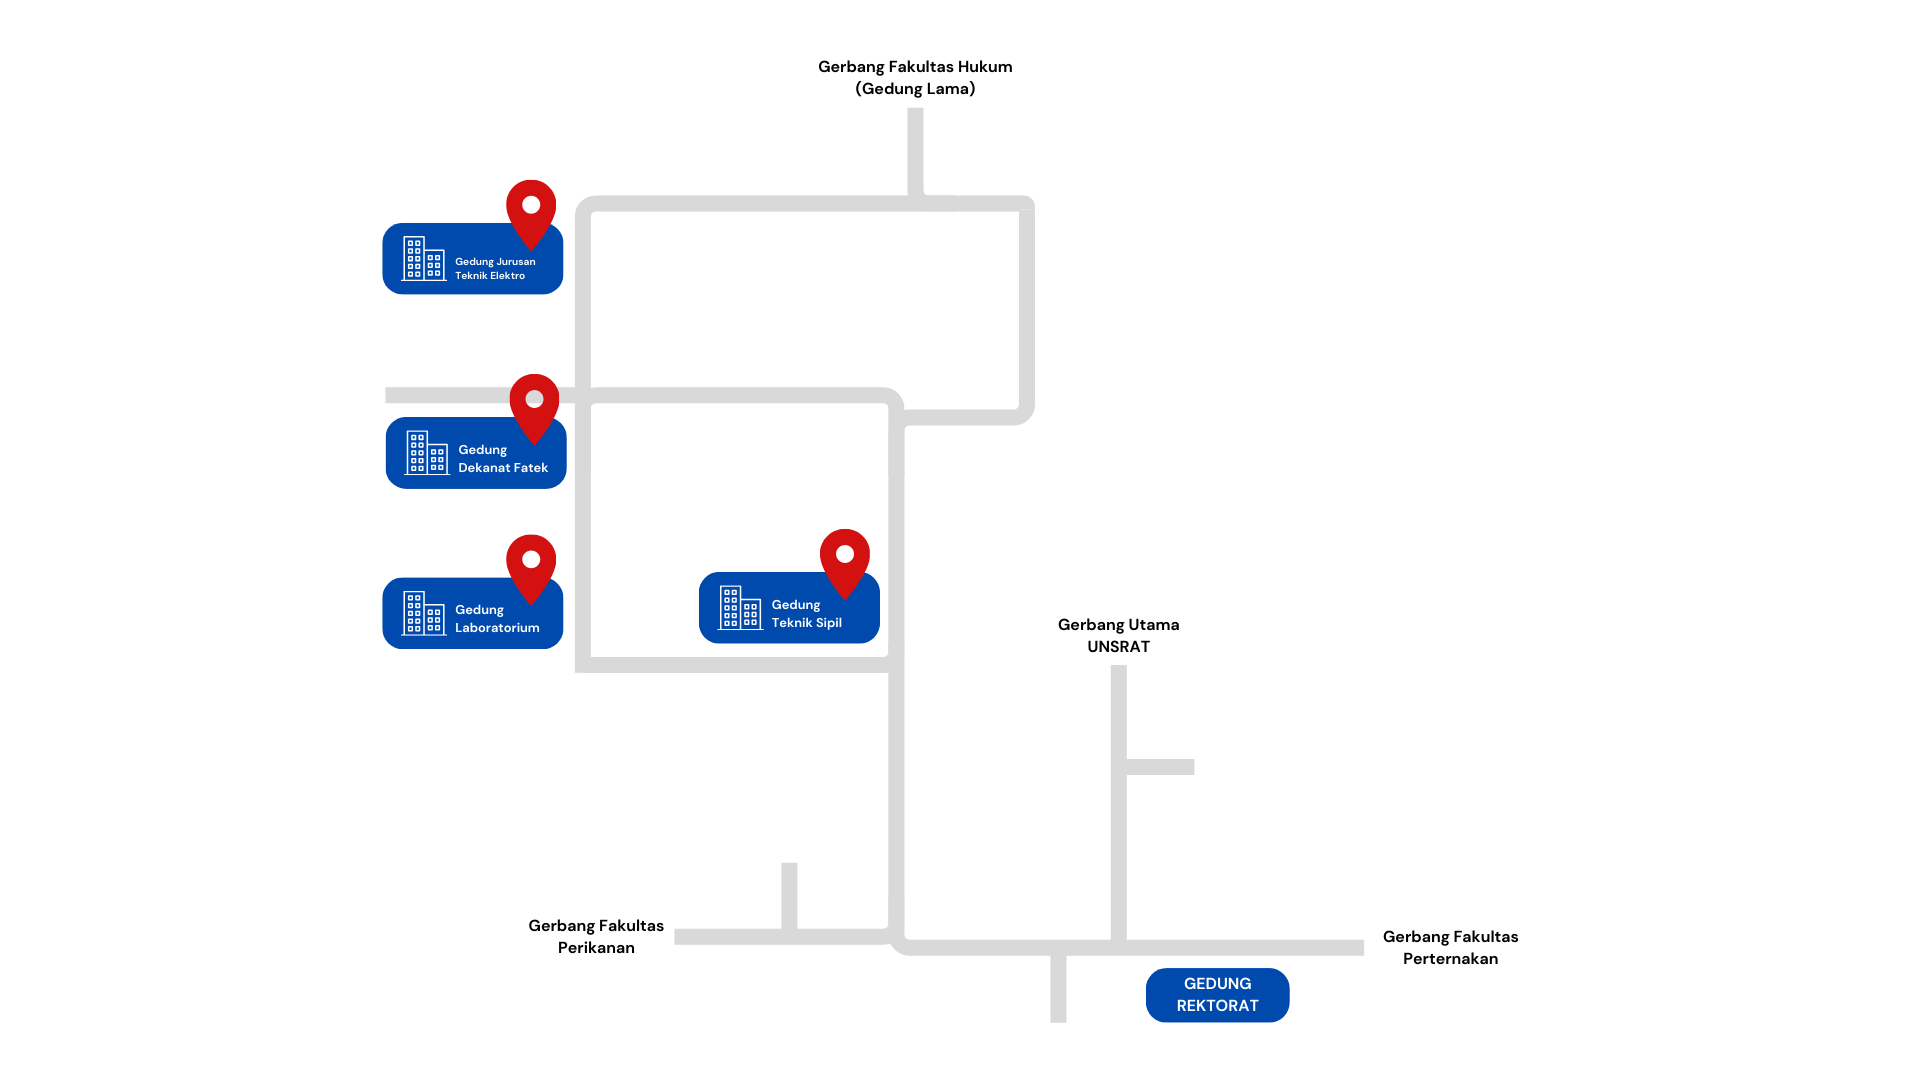 Gerbang Fakultas Hukum
(Gedung Lama)
Gedung Jurusan
Teknik Elektro
Gedung
Dekanat Fatek
Gedung
Laboratorium
Gedung
Teknik Sipil
Gerbang Utama
UNSRAT
Gerbang Fakultas
Perikanan
Gerbang Fakultas
Perternakan
GEDUNG
REKTORAT